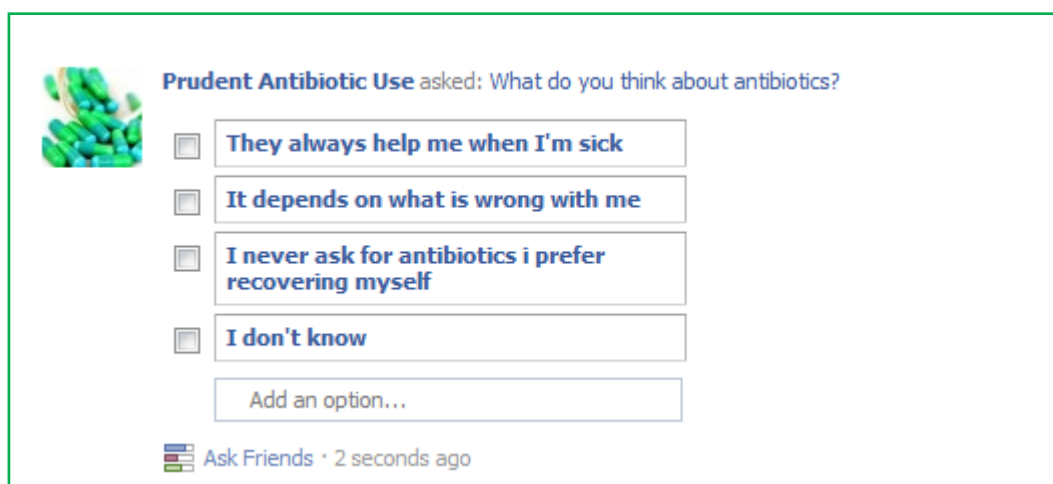 Prudent Antibiotic Use asked: What do you think about antibiotics?
They always help me when I'm sick
It depends on what is wrong with me
I never ask for antibiotics i prefer
recovering myself
I don't know
Add an option...
Ask Friends · 2 seconds ago